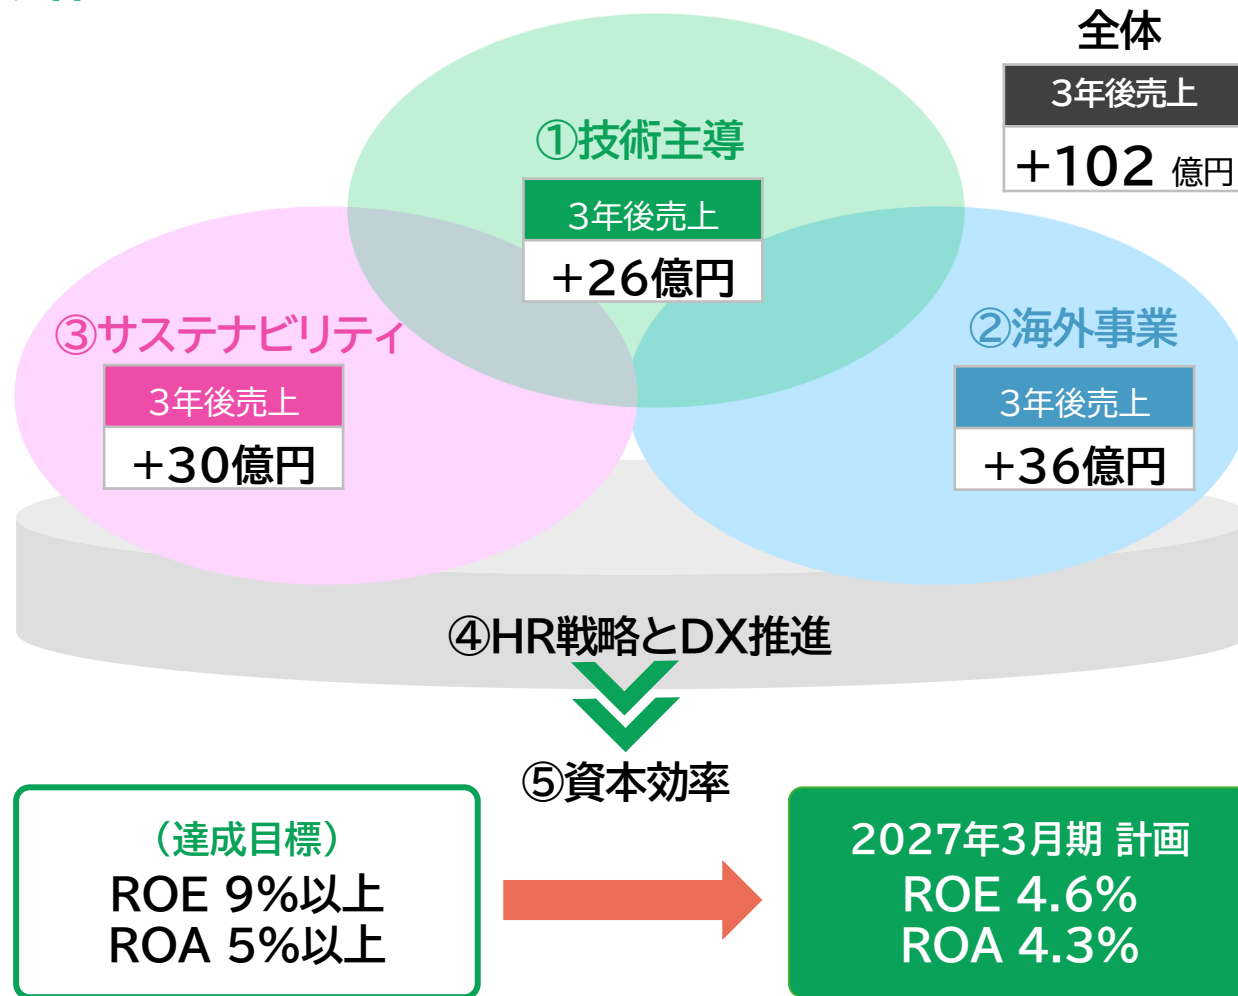 全体
3年後売上
+102 億円
①技術主導
3年後売上
+26億円
③サステナビリティ
3年後売上
+30億円
②海外事業
3年後売上
+36億円
④HR戦略とDX推進
⑤資本効率
（達成目標）
ROE 9%以上
ROA 5%以上
2027年3月期 計画
ROE 4.6%
ROA 4.3%